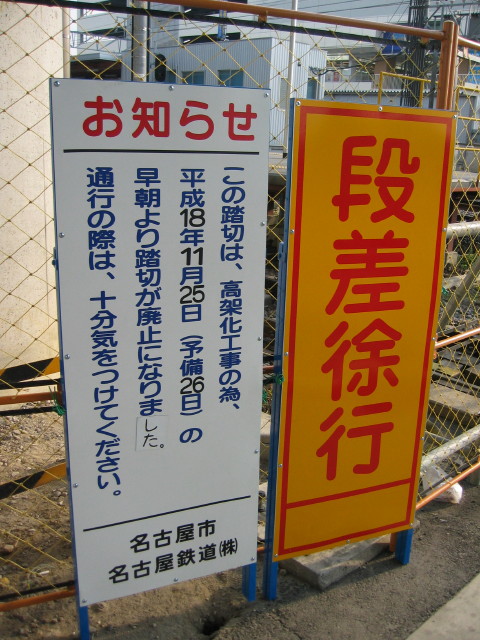 お知らせ
この踏切は、高架化工事の為、
平成18年11月25日（予備26日）の
早朝より踏切が廃止になりました。
通行の際は、十分気をつけてください。
名古屋市
名古屋鉄道㈱
段差徐行